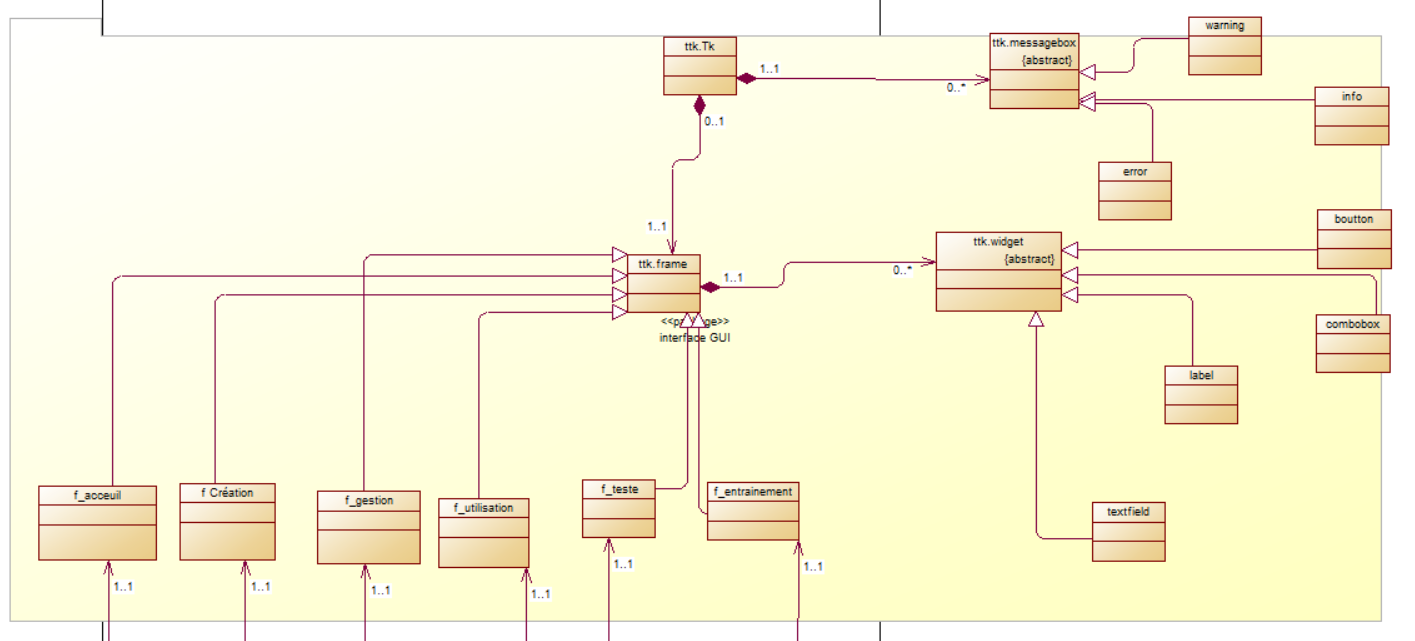 warning
ttk.Tk
ttk.messagebox
{abstract}
1..1
0..*
info
0..1
error
boutton
1..1
ttk.widget
{abstract}
ttk.frame
0..*
1..1
interface GUI
combobox
label
f_acoeuil
f Création
f_gestion
f_utilisation
f_teste
f_entrainement
textfield
1..1
1..1
1..1
1..1
1..1
1..1